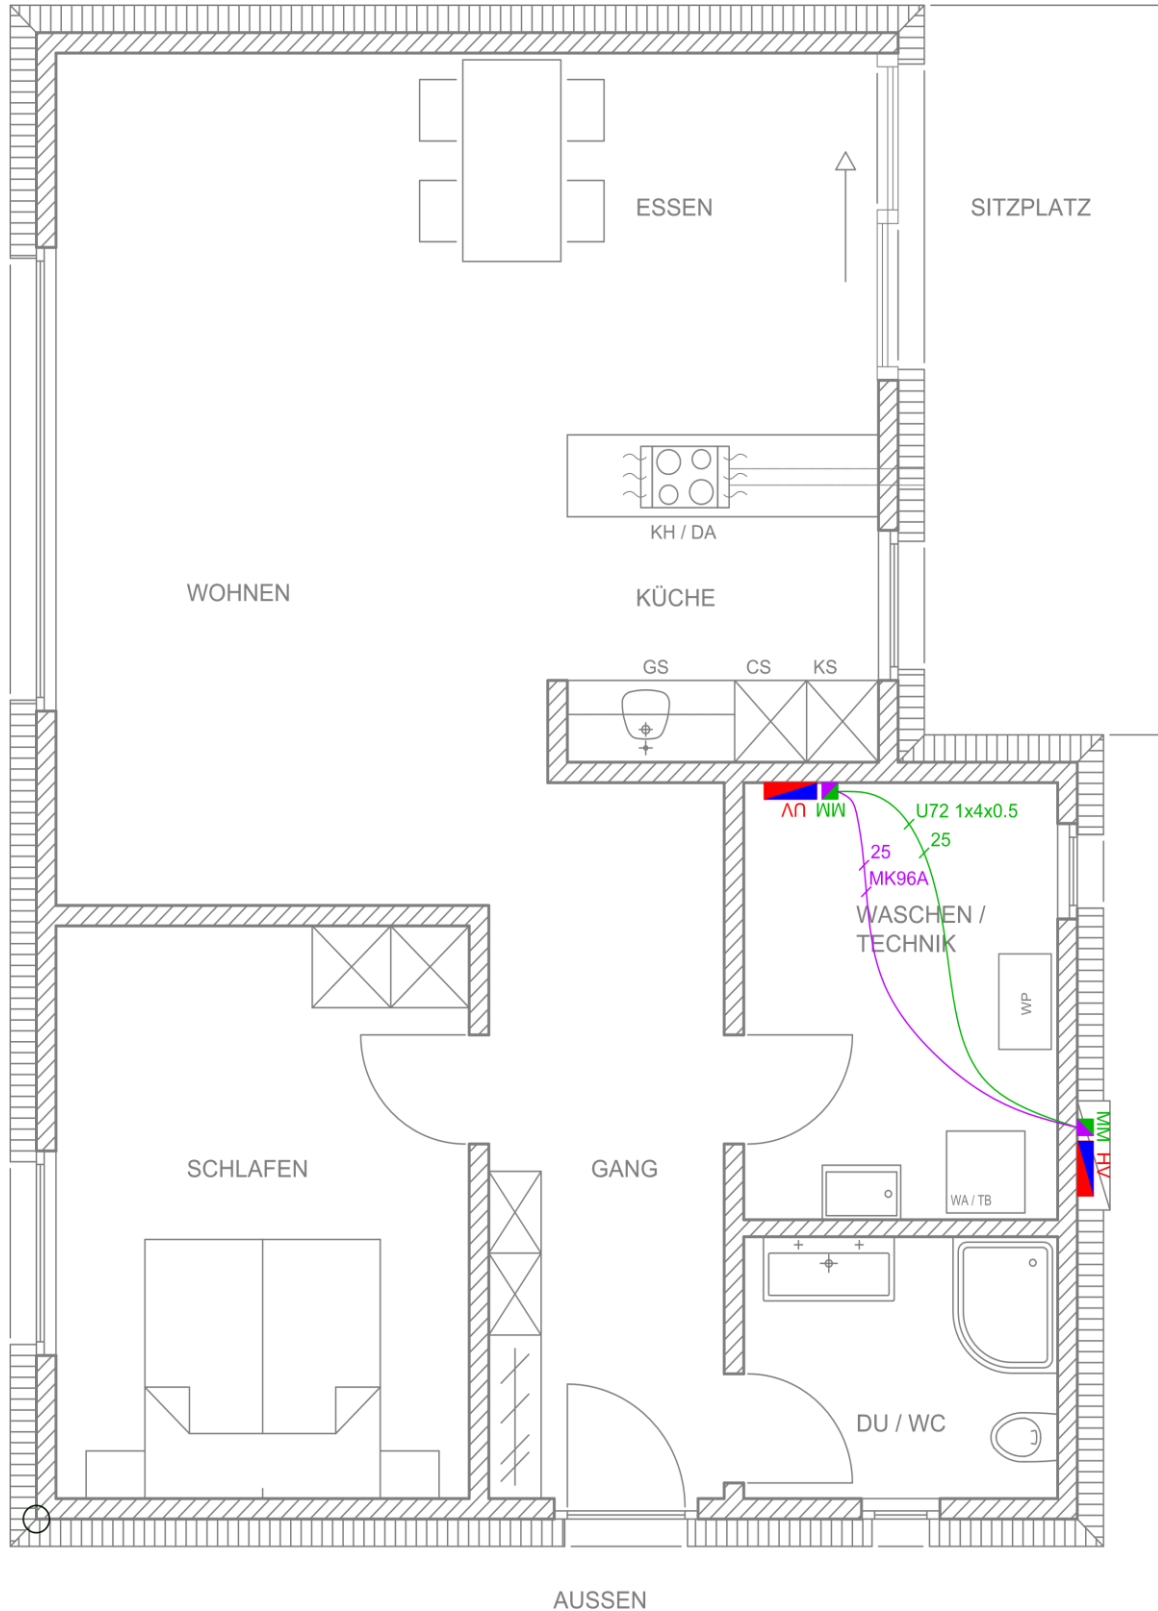 ESSEN
SITZPLATZ
KH / DA
WOHNEN
KÜCHE
GS
CS
KS
UV
MM
U72 1x4x0.5
25
25
MK96A
WASCHEN /
TECHNIK
WP
MM
HV
SCHLAFEN
GANG
WA / TB
DU / WC
AUSSEN